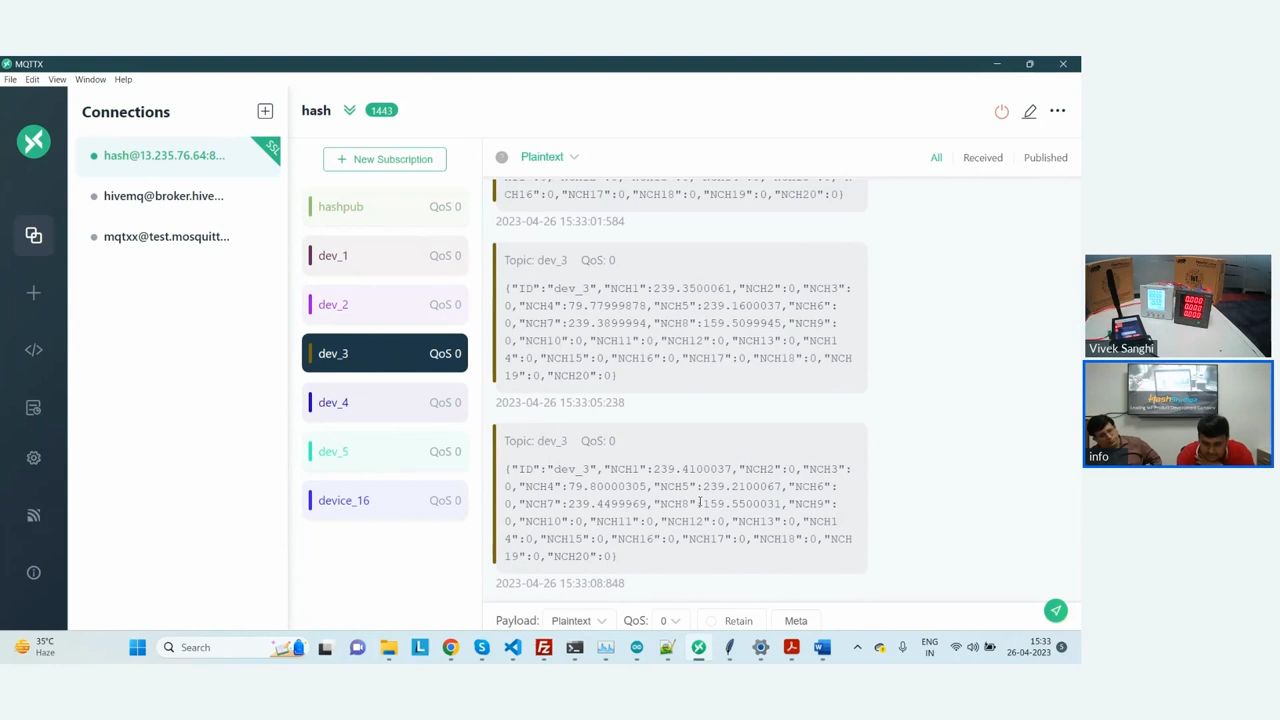 MQTTX
File Edit View Window Help
Connections
hash@13.235.76.64:8...
SSL
hivemq@broker.hive...
mqtxx@test.mosquitt...
hash 1443
+ New Subscription
hashpub QoS 0
dev_1 QoS 0
dev_2 QoS 0
dev_3 QoS 0
dev_4 QoS 0
dev_5 QoS 0
device_16 QoS 0
Plaintext
All Received Published
CH16":0,"NCH17":0,"NCH18":0,"NCH19":0,"NCH20":0}
2023-04-26 15:33:01:584
Topic: dev_3 QoS: 0
{"ID":"dev_3","NCH1":239.3500061,"NCH2":0,"NCH3":
0,"NCH4":79.77999878,"NCH5":239.1600037,"NCH6":
0,"NCH7":239.3899994,"NCH8":159.5099945,"NCH9":
0,"NCH10":0,"NCH11":0,"NCH12":0,"NCH13":0,"NCH1
4":0,"NCH15":0,"NCH16":0,"NCH17":0,"NCH18":0,"NCH
19":0,"NCH20":0}
2023-04-26 15:33:05:238
Topic: dev_3 QoS: 0
{"ID":"dev_3","NCH1":239.4100037,"NCH2":0,"NCH3":
0,"NCH4":79.80000305,"NCH5":239.2100067,"NCH6":
0,"NCH7":239.4499969,"NCH8":159.5500031,"NCH9":
0,"NCH10":0,"NCH11":0,"NCH12":0,"NCH13":0,"NCH1
4":0,"NCH15":0,"NCH16":0,"NCH17":0,"NCH18":0,"NCH
19":0,"NCH20":0}
2023-04-26 15:33:08:848
Payload: Plaintext QoS: 0 Retain Meta
Vivek Sanghi
info
35°C
Haze
Search
ENG
IN
15:33
26-04-2023
5